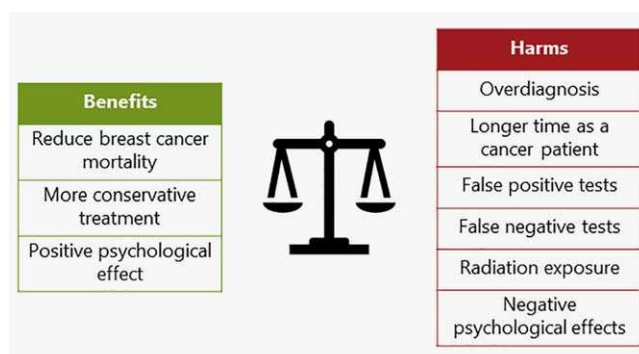 Benefits
Reduce breast cancer
mortality
More conservative
treatment
Positive psychological
effect
Harms
Overdiagnosis
Longer time as a
cancer patient
False positive tests
False negative tests
Radiation exposure
Negative
psychological effects